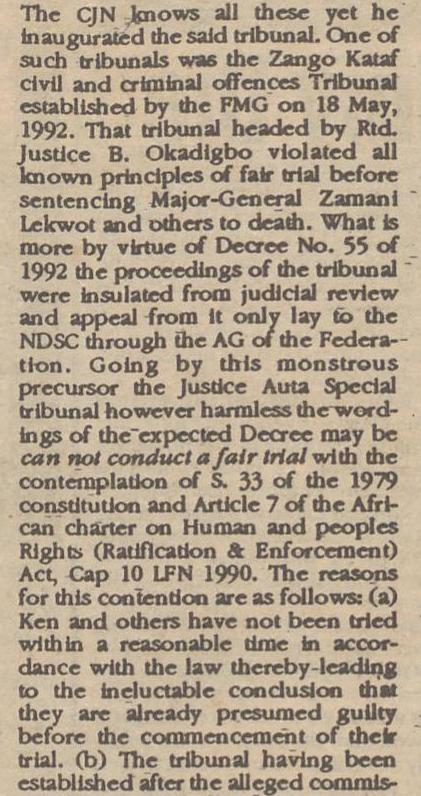 The CJN knows all these yet he
inaugurated the said tribunal. One of
such tribunals was the Zango Kataf
civil and criminal offences Tribunal
established by the FMG on 18 May,
1992. That tribunal headed by Rtd.
Justice B. Okadigbo violated all
known principles of fair trial before
sentencing Major-General Zamani
Lekwot and others to death. What is
more by virtue of Decree No. 55 of
1992 the proceedings of the tribunal
were insulated from judicial review
and appeal from it only lay to the
NDSC through the AG of the Federa-
tion. Going by this monstrous
precursor the Justice Auta Special
tribunal however harmless the word-
ings of the expected Decree may be
can not conduct a fair trial with the
contemplation of S. 33 of the 1979
constitution and Article 7 of the Afri-
can charter on Human and peoples
Rights (Ratification & Enforcement)
Act, Cap 10 LFN 1990. The reasons
for this contention are as follows: (a)
Ken and others have not been tried
within a reasonable time in accor-
dance with the law thereby leading
to the ineluctable conclusion that
they are already presumed guilty
before the commencement of their
trial. (b) The tribunal having been
established after the alleged commis-